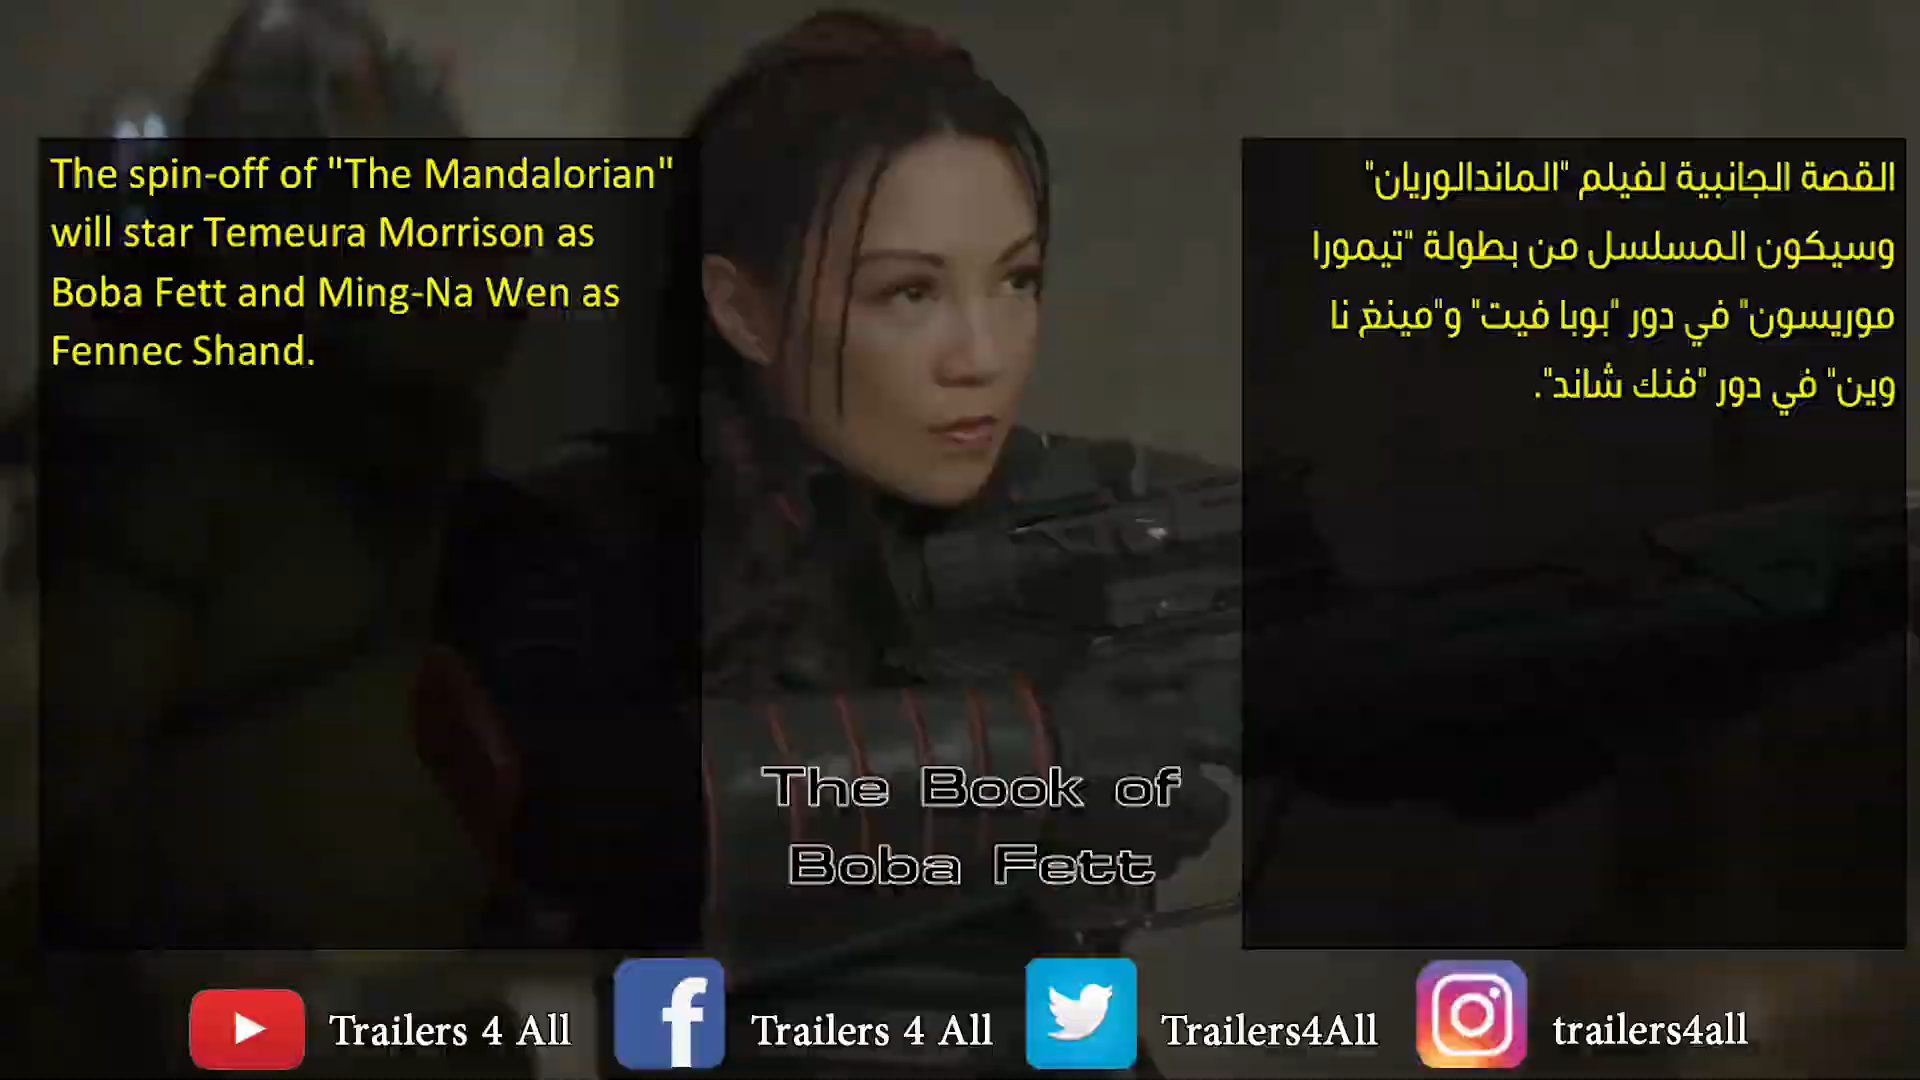 The spin-off of "The Mandalorian"
will star Temeura Morrison as
Boba Fett and Ming-Na Wen as
Fennec Shand.
القصة الجانبية لفيلم "الماندالوريان"
وسيكون المسلسل من بطولة "تيمورا
موريسون" في دور "بوبا فيت" و"مينغ نا
وين" في دور "فنك شاند".
The Book of
Boba Fett
Trailers 4 All
Trailers 4 All
Trailers4All
trailers4all